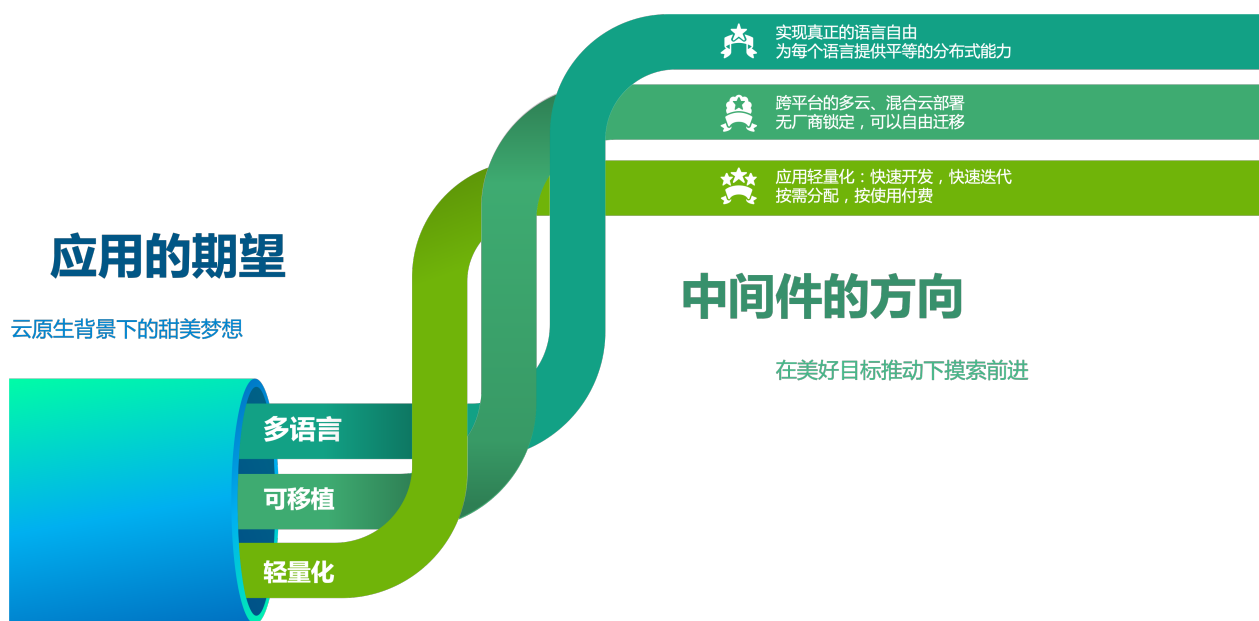 实现真正的语言自由
为每个语言提供平等的分布式能力
跨平台的多云、混合云部署
无厂商锁定，可以自由迁移
应用轻量化：快速开发，快速迭代
按需分配，按使用付费
应用的期望
云原生背景下的甜美梦想
中间件的方向
在美好目标推动下摸索前进
多语言
可移植
轻量化